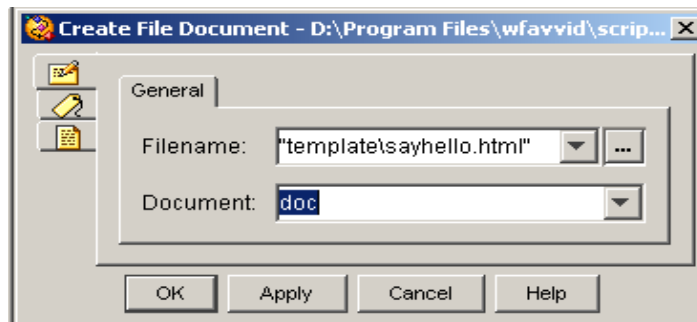 Create File Document - D:\Program Files\wfavvid\scrip...
General
Filename: "template\sayhello.html" ...
Document: doc
OK Apply Cancel Help